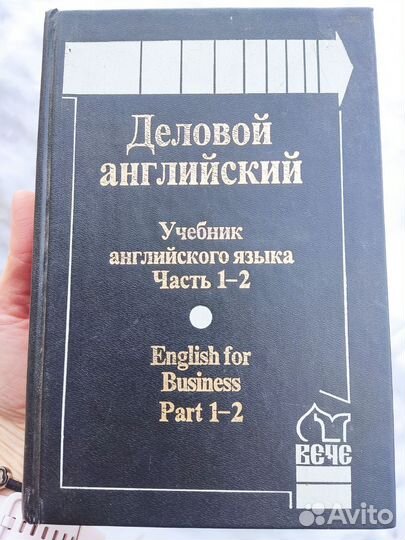 Деловой
английский
Учебник
английского языка
Часть 1–2
English for
Business
Part 1–2
ВЕЧЕ
Avito